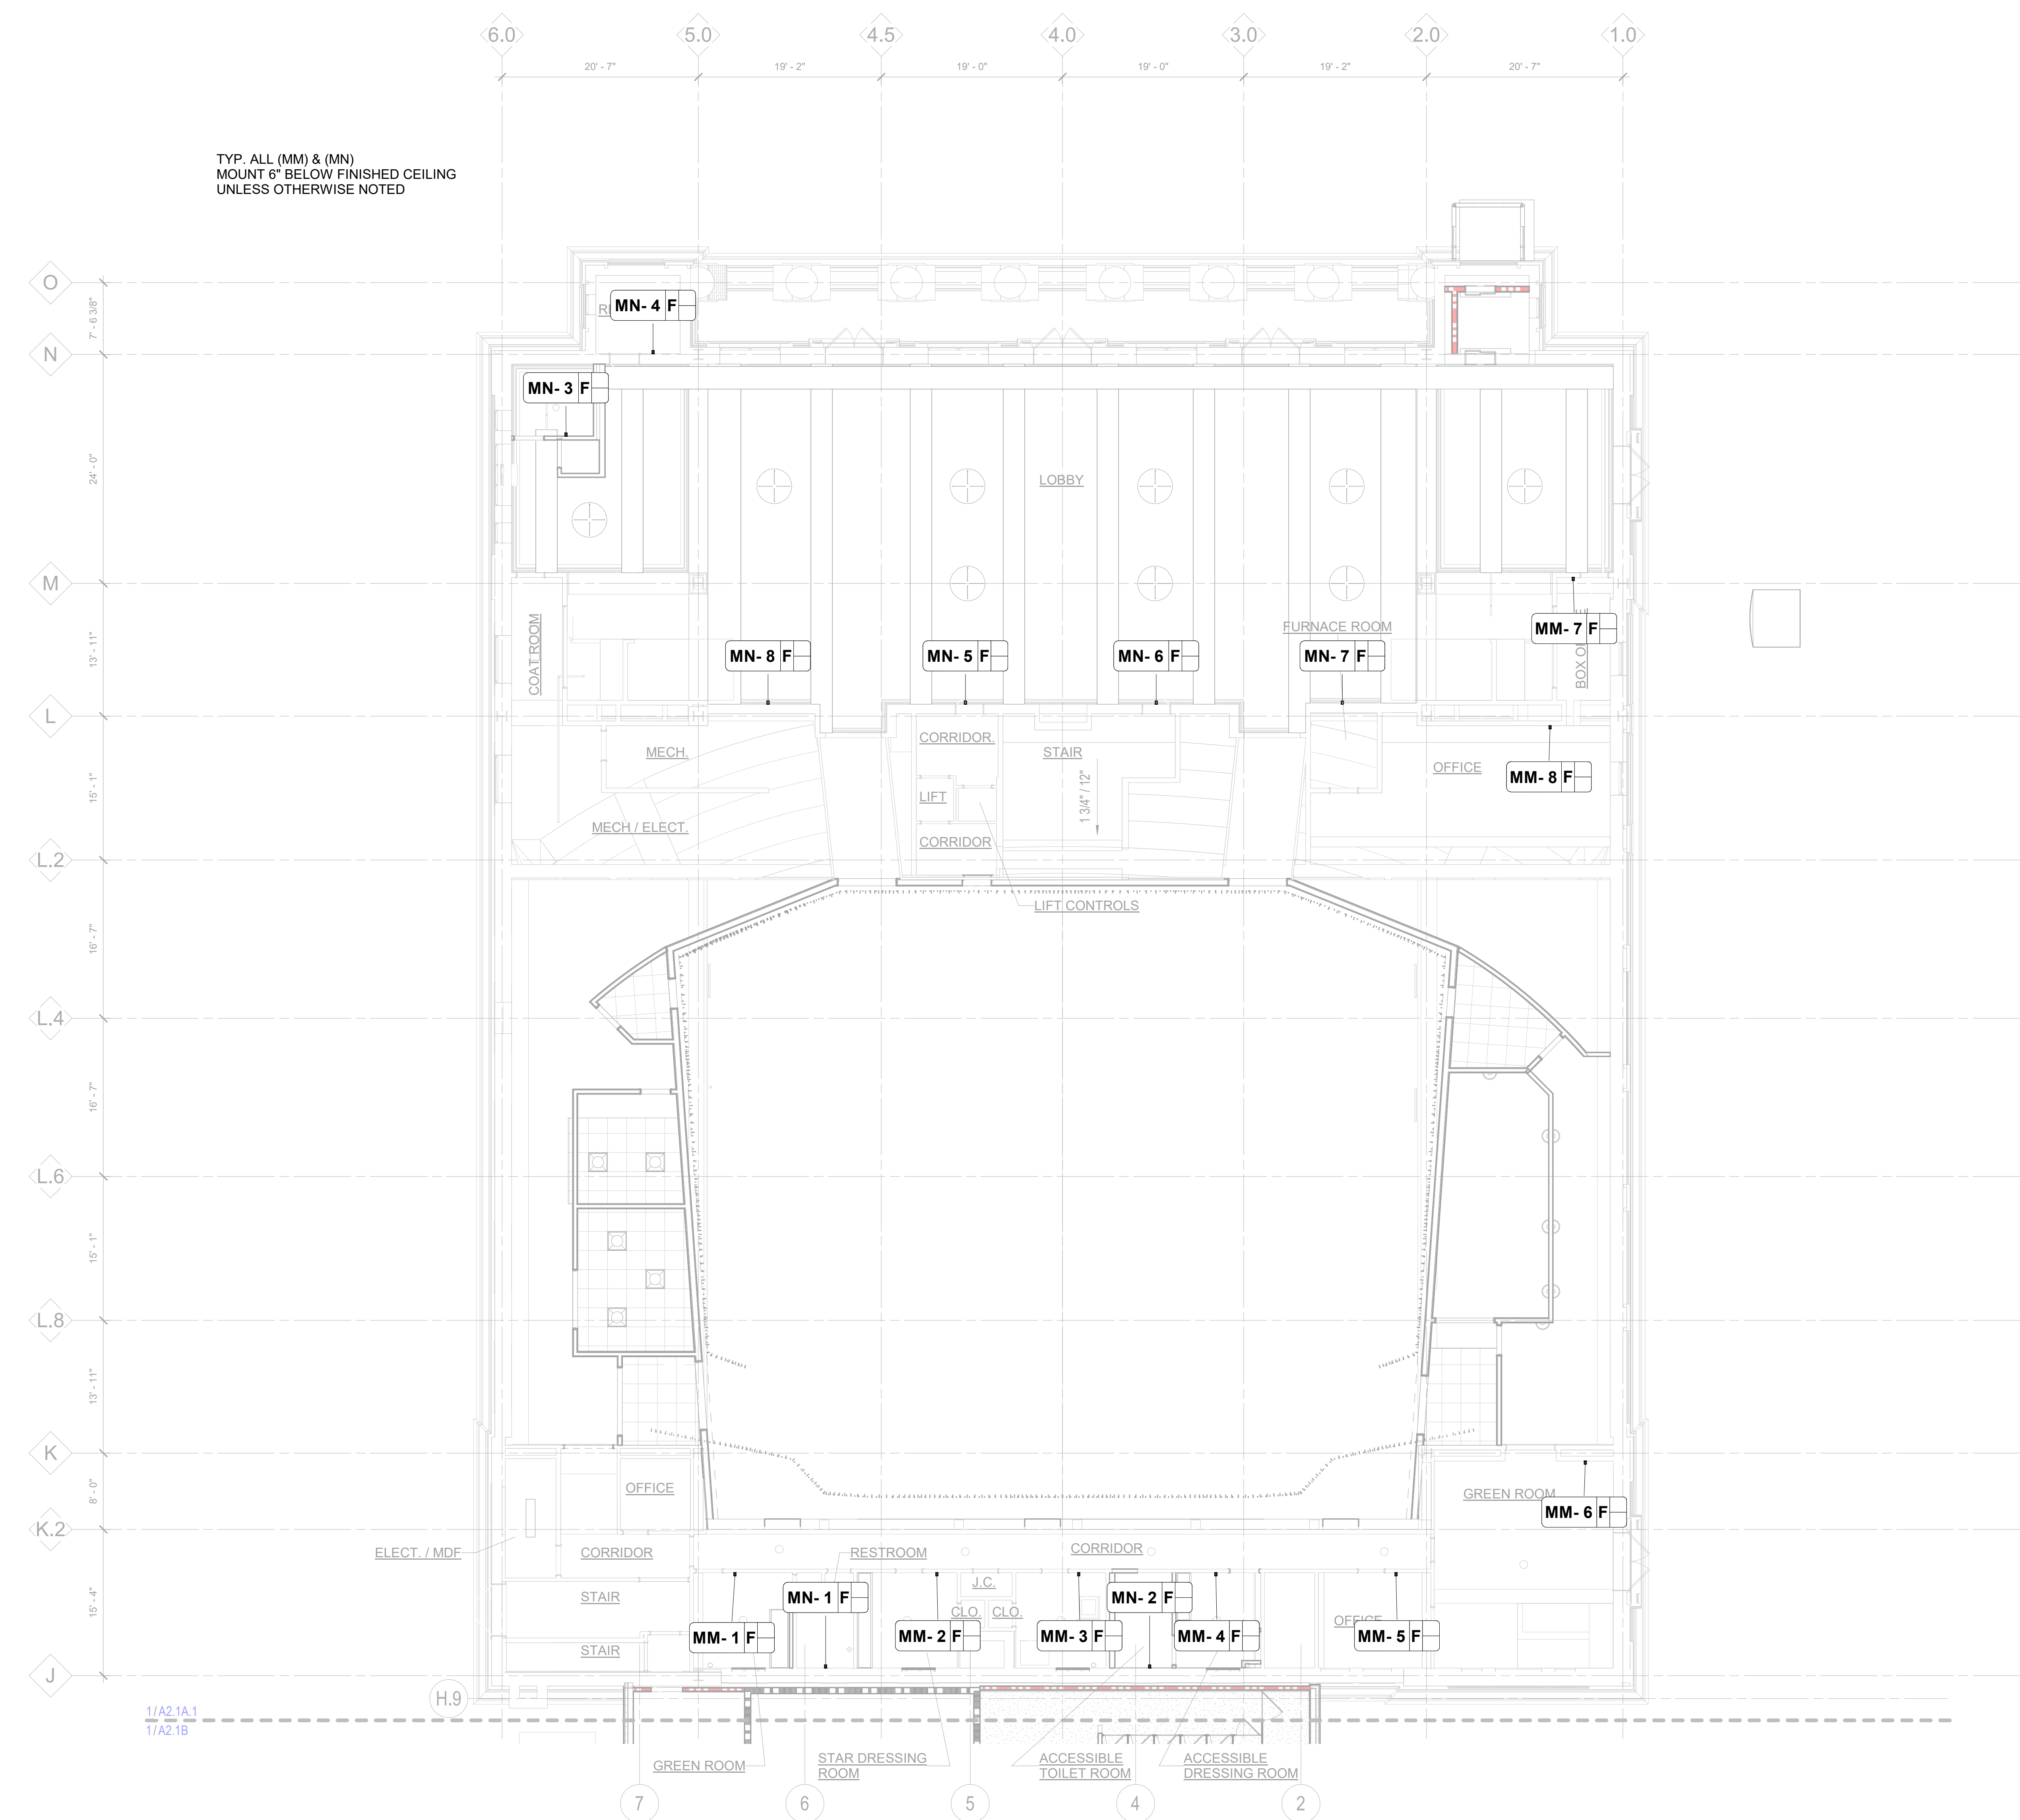 6.0 5.0 4.5 4.0 3.0 2.0 1.0
20' - 7" 19' - 2" 19' - 0" 19' - 0" 19' - 2" 20' - 7"
TYP. ALL (MM) & (MN)
MOUNT 6" BELOW FINISHED CEILING
UNLESS OTHERWISE NOTED
O
MN- 4 F
7' - 6 3/8"
N
MN- 3 F
24' - 0"
LOBBY
M
COAT ROOM
13' - 11"
FURNACE ROOM
MM- 7 F
BOX
MN- 8 F
MN- 5 F
MN- 6 F
MN- 7 F
L
CORRIDOR.
MECH.
STAIR
OFFICE
MM- 8 F
15' - 1"
LIFT
1 3/4" / 12"
MECH / ELECT.
CORRIDOR
L.2
LIFT CONTROLS
16' - 7"
L.4
16' - 7"
L.6
15' - 1"
L.8
13' - 11"
K
OFFICE
8' - 0"
GREEN ROOM
MM- 6 F
K.2
ELECT. / MDF
CORRIDOR
RESTROOM
CORRIDOR
J.C.
STAIR
MN- 1 F
MN- 2 F
15' - 4"
CLO.
CLO.
OFFICE
MM- 1 F
MM- 2 F
MM- 3 F
MM- 4 F
MM- 5 F
STAIR
J
H.9
1 / A2.1A.1
1 / A2.1B
GREEN ROOM
STAR DRESSING
ROOM
ACCESSIBLE
TOILET ROOM
ACCESSIBLE
DRESSING ROOM
7 6 5 4 2